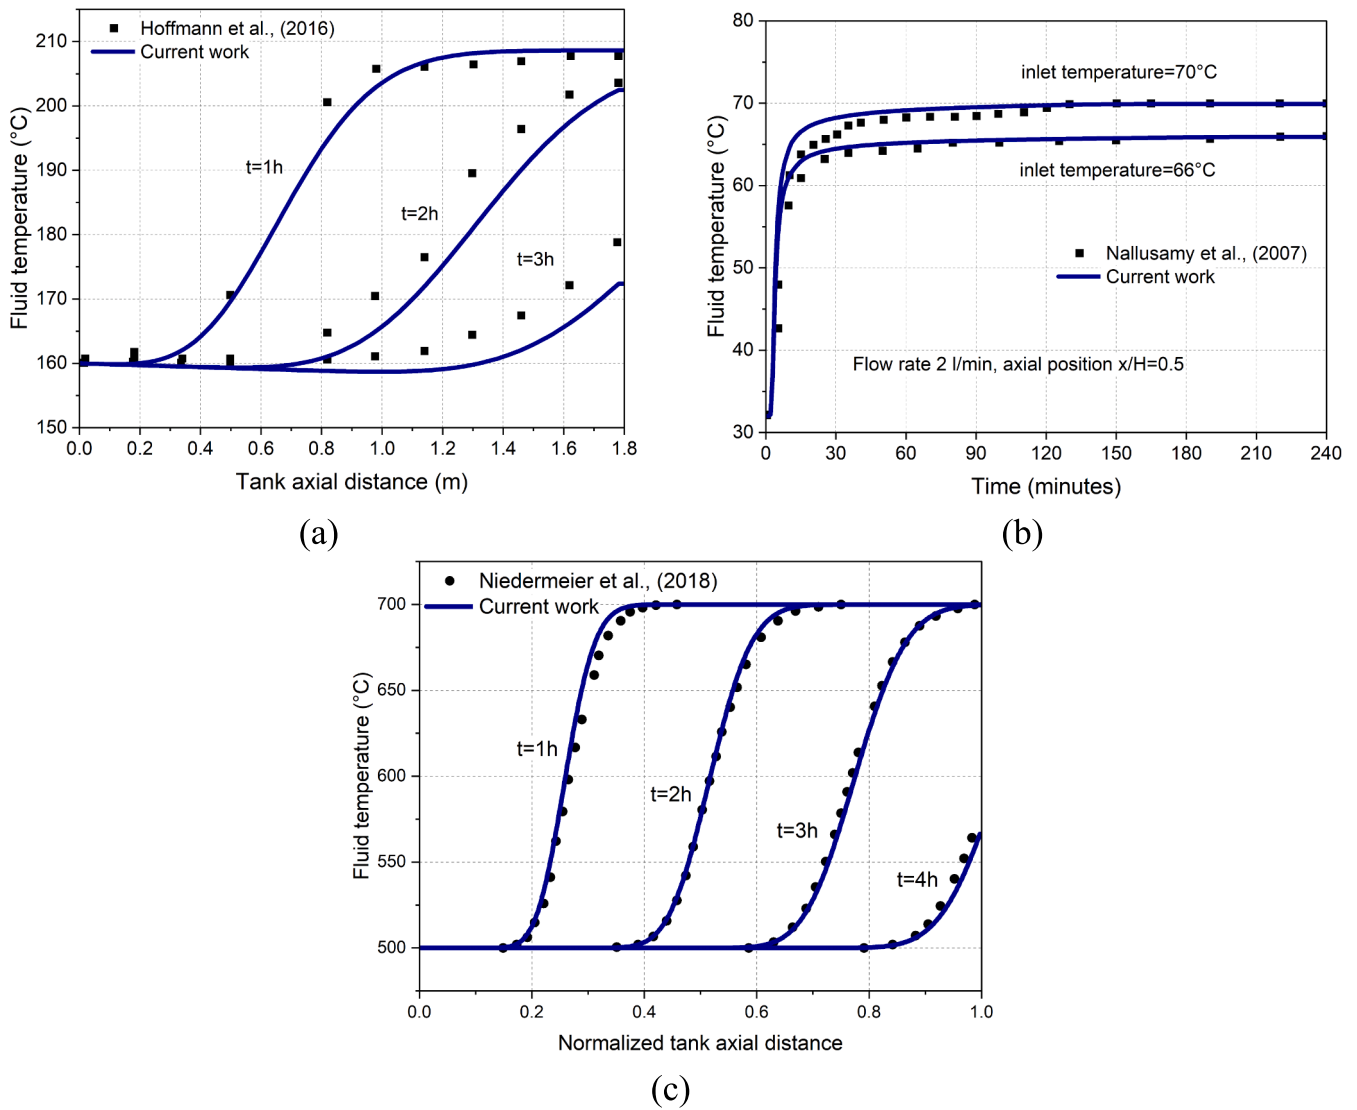 Hoffmann et al., (2016)
Current work
210
200
190
180
170
160
150
t=1h
t=2h
t=3h
0.0 0.2 0.4 0.6 0.8 1.0 1.2 1.4 1.6 1.8
Fluid temperature (°C)
Tank axial distance (m)
(a)
80
70
60
50
40
30
inlet temperature=70°C
inlet temperature=66°C
Nallusamy et al., (2007)
Current work
Flow rate 2 l/min, axial position x/H=0.5
0 30 60 90 120 150 180 210 240
Fluid temperature (°C)
Time (minutes)
(b)
Niedermeier et al., (2018)
Current work
700
650
600
550
500
t=1h
t=2h
t=3h
t=4h
0.0 0.2 0.4 0.6 0.8 1.0
Fluid temperature (°C)
Normalized tank axial distance
(c)